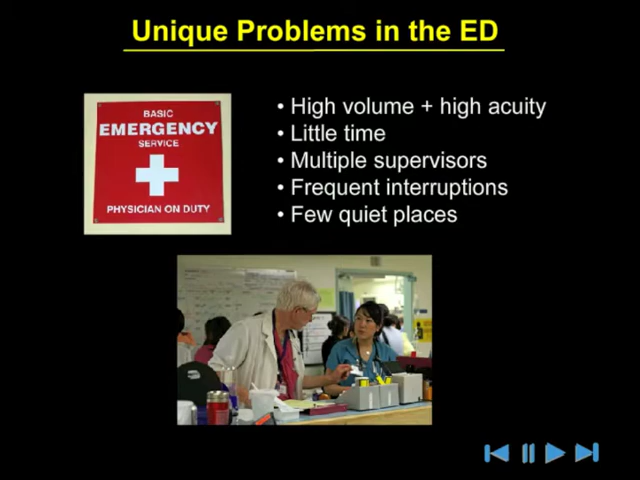 Unique Problems in the ED
BASIC
EMERGENCY
SERVICE
PHYSICIAN ON DUTY
• High volume + high acuity
• Little time
• Multiple supervisors
• Frequent interruptions
• Few quiet places